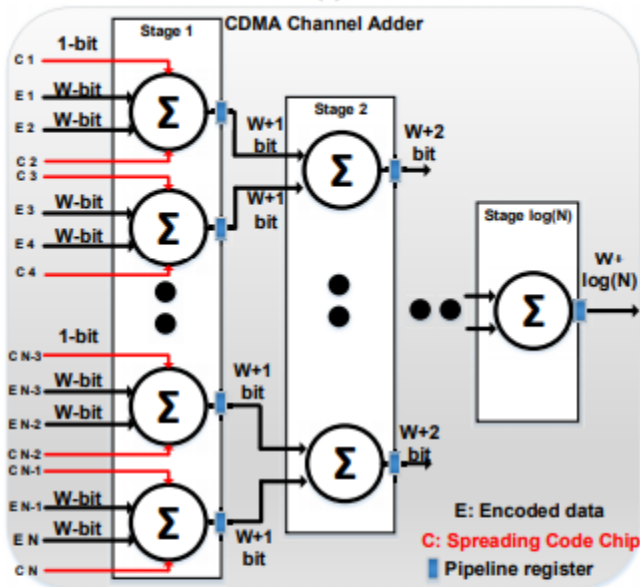 CDMA Channel Adder
Stage 1
1-bit
C 1
E 1 W-bit
E 2 W-bit
C 2
C 3
E 3 W-bit
E 4 W-bit
C 4
1-bit
C N-3
E N-3 W-bit
E N-2 W-bit
C N-2
C N-1
E N-1 W-bit
E N W-bit
C N
Σ
Σ
Σ
Σ
W+1
bit
W+1
bit
W+1
bit
W+1
bit
Stage 2
Σ
Σ
W+2
bit
W+2
bit
Stage log(N)
Σ
W+
log(N)
E: Encoded data
C: Spreading Code Chip
Pipeline register